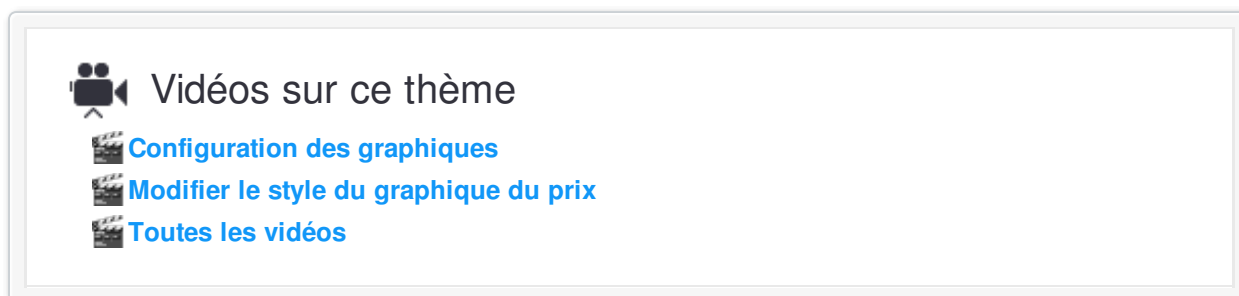 Vidéos sur ce thème
Configuration des graphiques
Modifier le style du graphique du prix
Toutes les vidéos